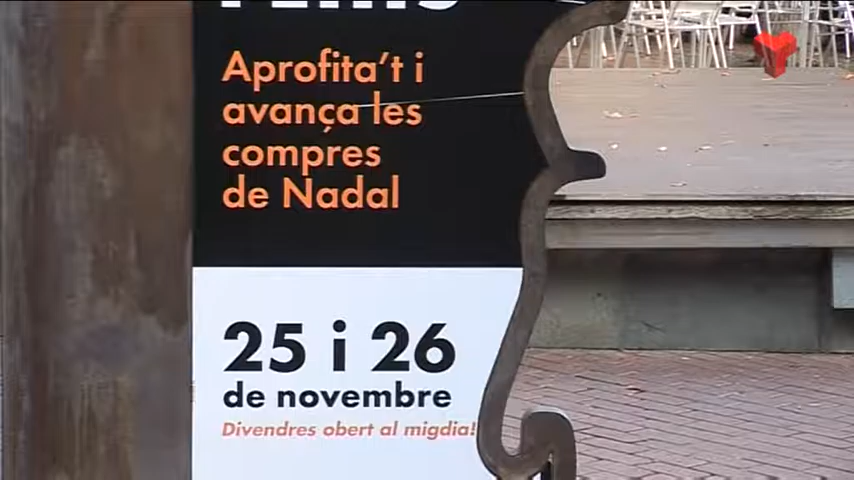 Aprofita't i
avança les
compres
de Nadal
25 i 26
de novembre
Divendres obert al migdia!